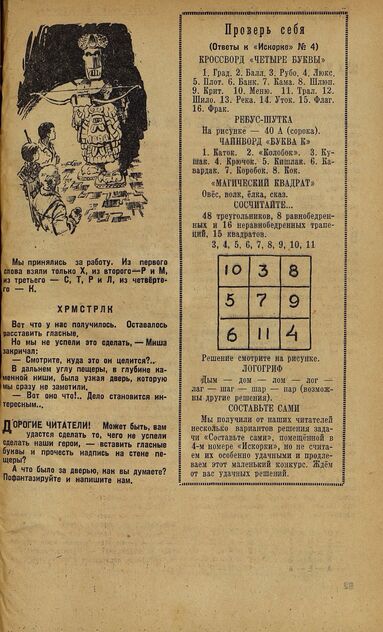 Мы принялись за работу. Из первого
слова взяли только Х, из второго—Р и М,
из третьего — С, Т, Р и Л, из четвёрто-
го — К.
ХРМСТРЛК
Вот что у нас получилось. Оставалось
расставить гласные,
Но мы не успели это сделать, — Миша
закричал:
— Смотрите, куда это он целится?..
В дальнем углу пещеры, в глубине ка-
менной ниши, была узкая дверь, которую
мы сразу не заметили,
— Вот оно что!.. Дело становится ин-
тересным...
ДОРОГИЕ ЧИТАТЕЛИ! Может быть, вам
удастся сделать то, чего не успели
сделать наши герои, — вставить гласные
буквы и прочесть надпись на стене пе-
щеры?
А что было за дверью, как вы думаете?
Пофантазируйте и напишите нам.
Проверь себя
(Ответы к «Искорке» № 4)
КРОССВОРД «ЧЕТЫРЕ БУКВЫ»
1. Град. 2. Балл. 3. Рубо. 4. Люкс,
5. Плот. 6. Банк. 7. Кама. 8. Шлюп.
9. Крит. 10. Меню. 11. Трал. 12.
Шило. 13. Река. 14. Уток. 15. Флаг.
16. Фрак.
РЕБУС-ШУТКА
На рисунке — 40 А (сорока).
ЧАЙНВОРД «БУКВА К»
1. Каток. 2. «Колобок». 3. Ку-
шак. 4. Крючок. 5. Кишлак. 6. Ка-
вардак. 7. Коробок. 8. Кок.
«МАГИЧЕСКИЙ КВАДРАТ»
Овёс, волк, ёлка, сказ.
СОСЧИТАЙТЕ...
48 треугольников, 8 равнобедрен-
ных и 16 неравнобедренных трапе-
ций, 15 квадратов.
3, 4, 5, 6, 7, 8, 9, 10, 11
10 3 8
5 7 9
6 11 4
Решение смотрите на рисунке.
ЛОГОГРИФ
Дым — дом — лом — лог —
лаг — шаг — шар — пар (возмож-
ны другие решения).
СОСТАВЬТЕ САМИ
Мы получили от наших читателей
несколько вариантов решения зада-
чи «Составьте сами», помещённой в
4-м номере «Искорки», но не считa-
ем их особенно удачными и продле-
ваем этот маленький конкурс. Ждём
от вас удачных решений.